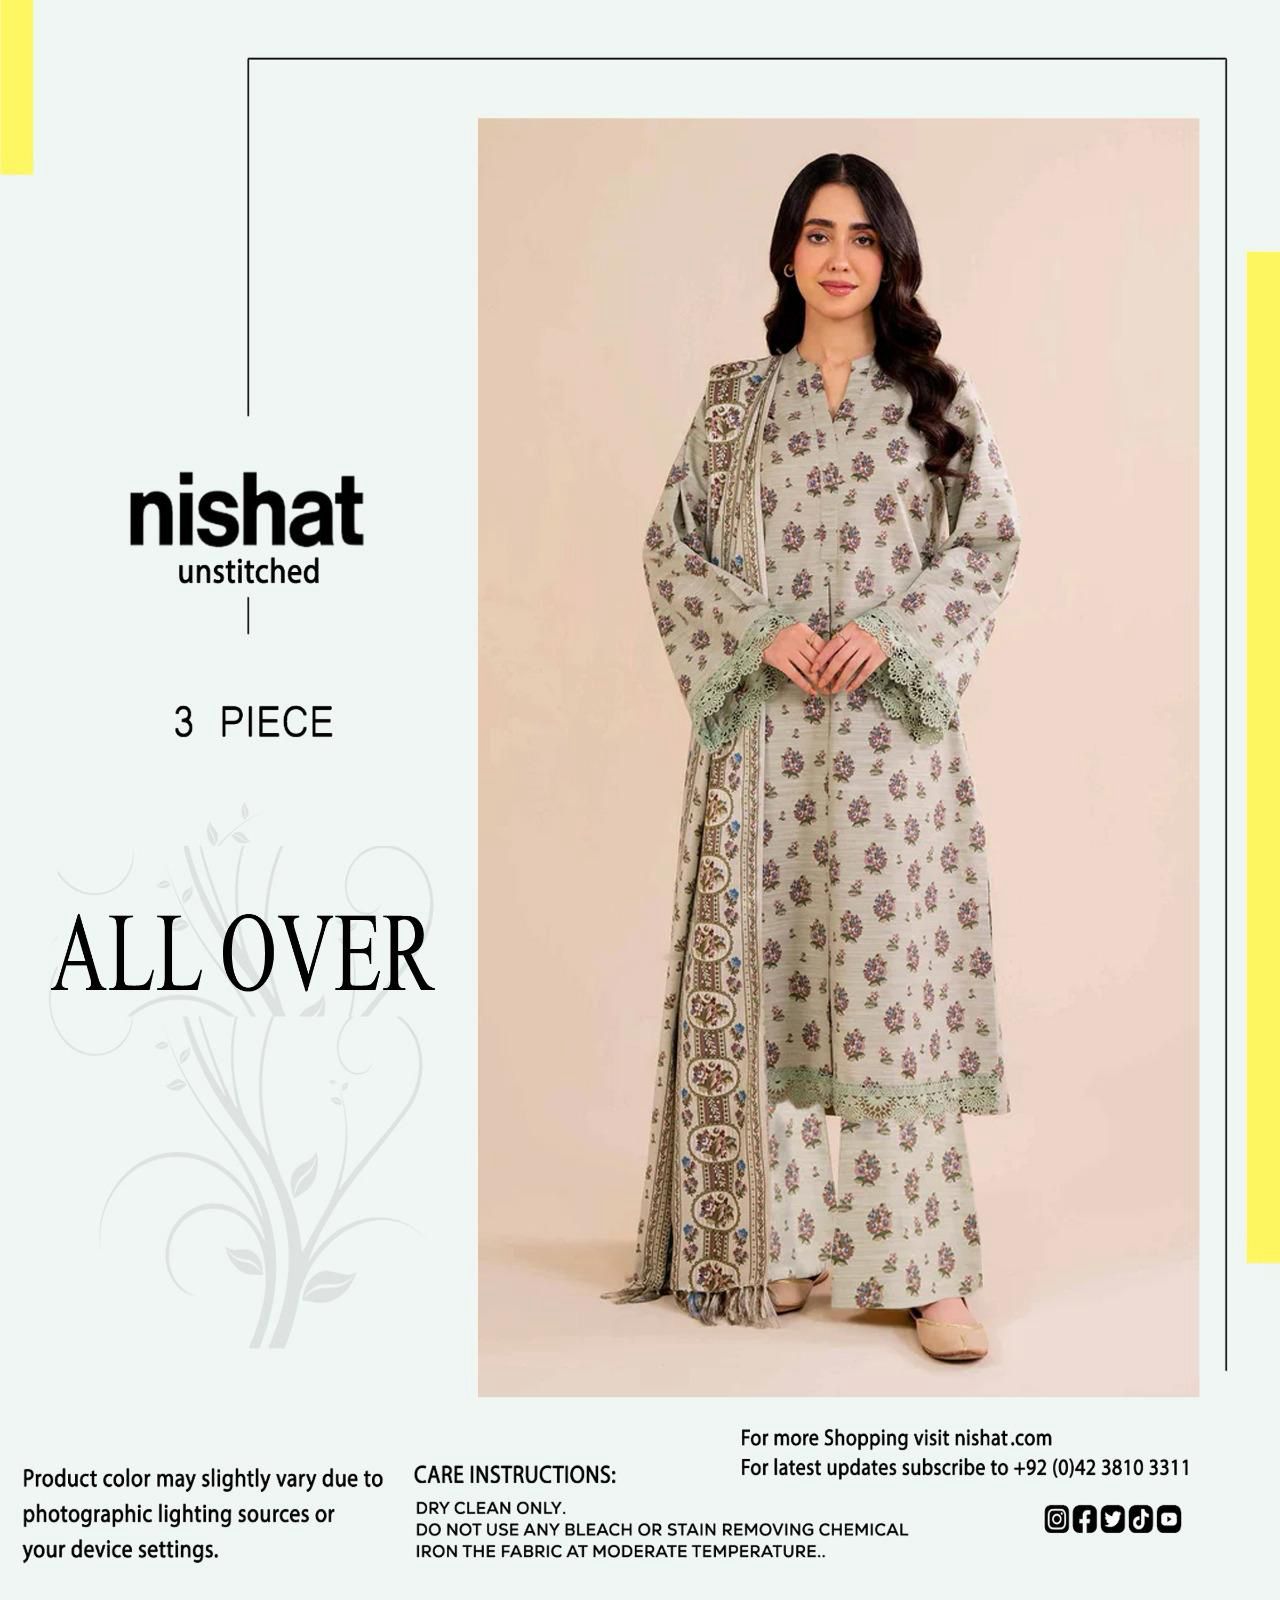 nishat
unstitched
3 PIECE
ALL OVER
For more Shopping visit nishat.com
For latest updates subscribe to +92 (0)42 3810 3311
Product color may slightly vary due to
photographic lighting sources or
your device settings.
CARE INSTRUCTIONS:
DRY CLEAN ONLY.
DO NOT USE ANY BLEACH OR STAIN REMOVING CHEMICAL
IRON THE FABRIC AT MODERATE TEMPERATURE..